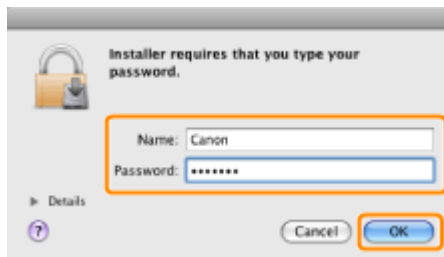 Installer requires that you type your
password.
Name: Canon
Password: •••••••
Details
?
Cancel
OK